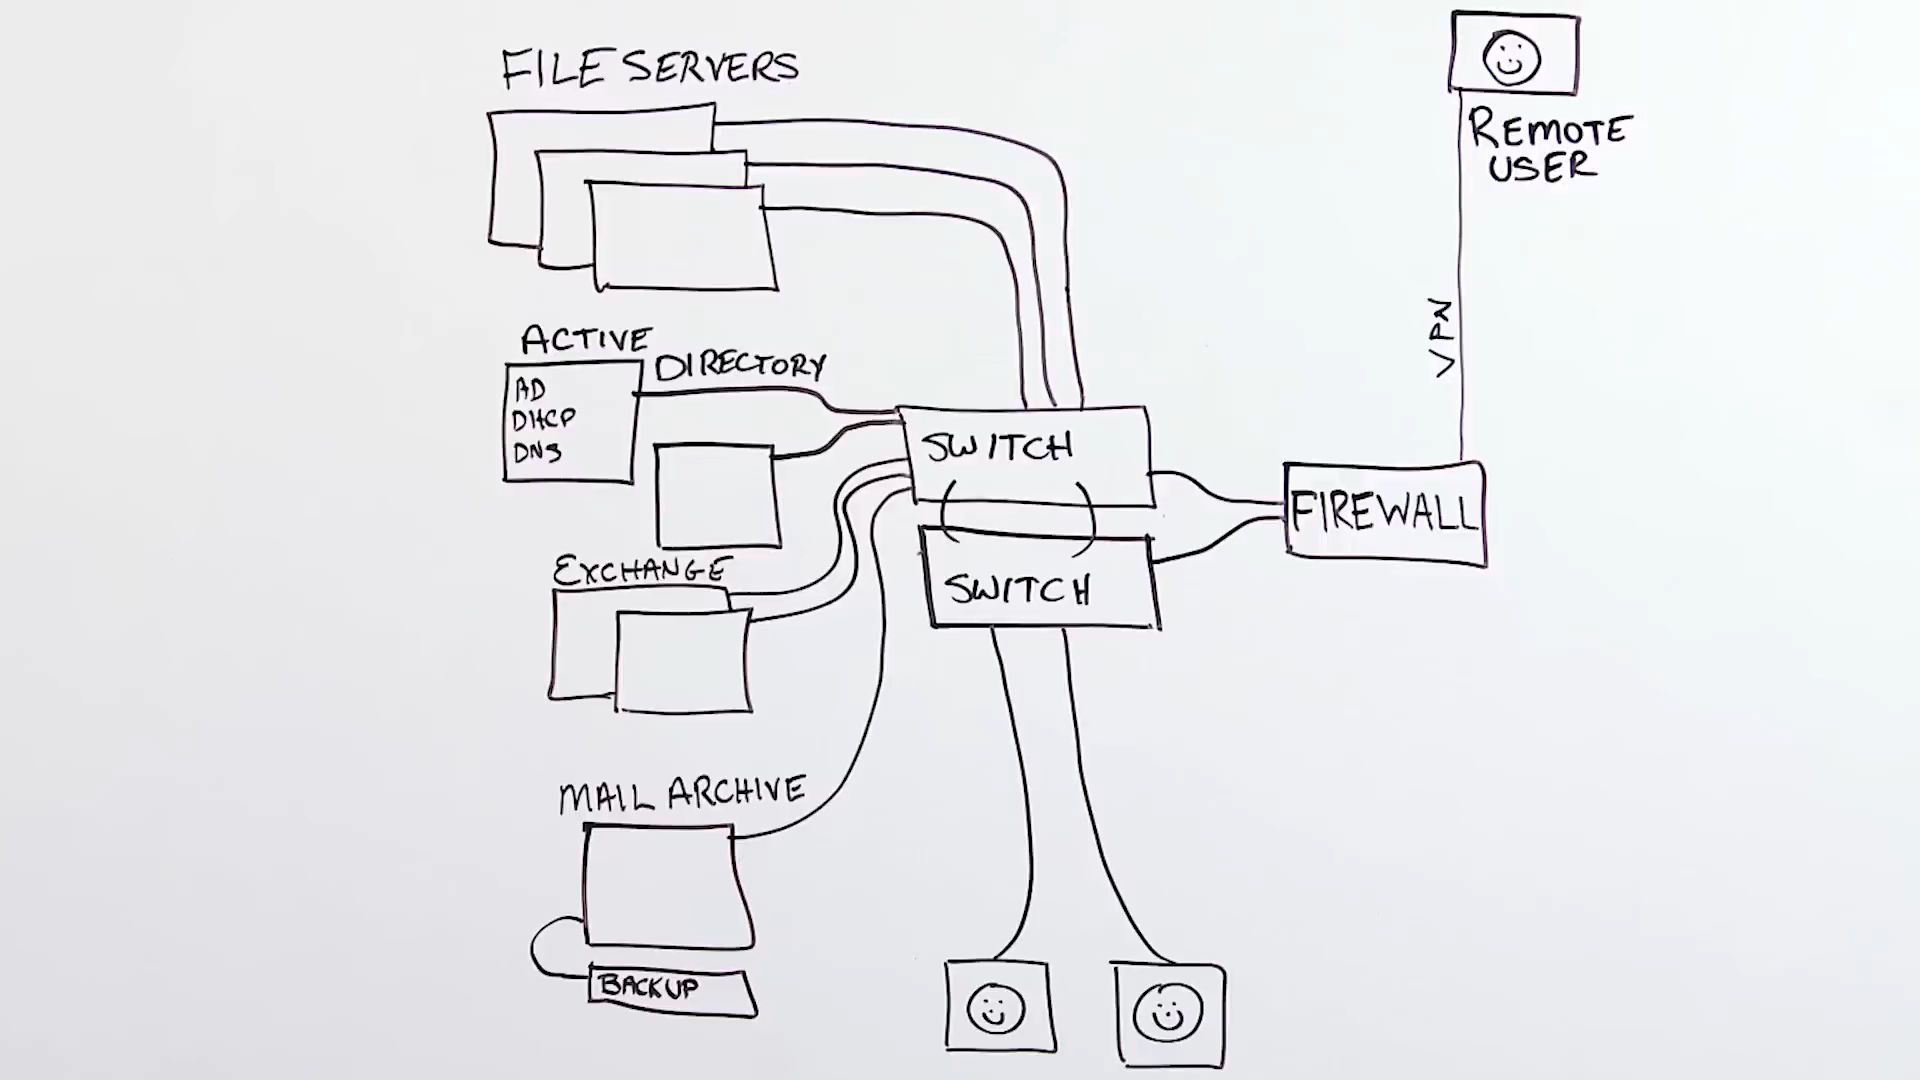 FILE SERVERS
REMOTE
USER
VPN
ACTIVE
DIRECTORY
AD
DHCP
DNS
SWITCH
FIREWALL
EXCHANGE
SWITCH
MAIL ARCHIVE
BACKUP